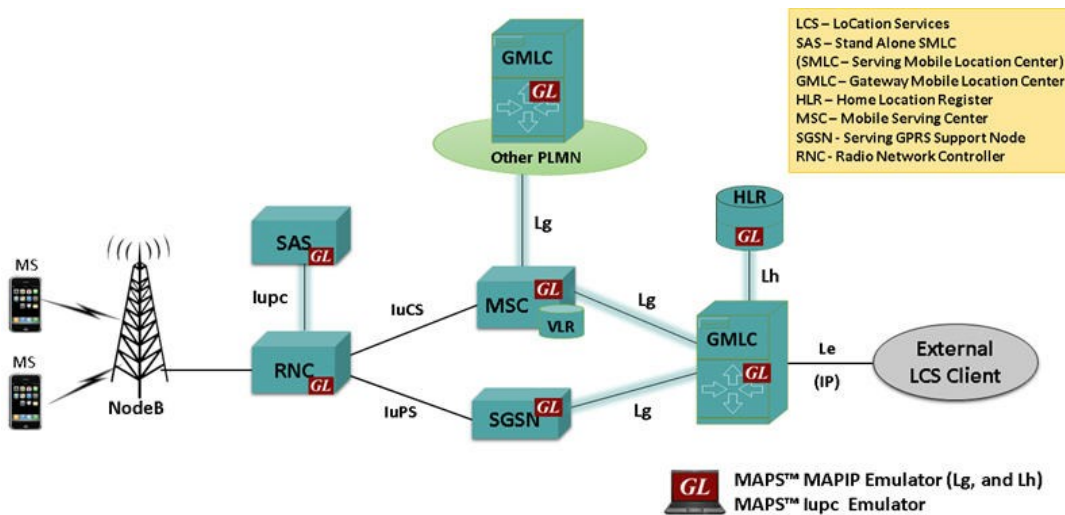 LCS – LoCation Services
SAS – Stand Alone SMLC
(SMLC – Serving Mobile Location Center)
GMLC – Gateway Mobile Location Center
HLR – Home Location Register
MSC – Mobile Serving Center
SGSN - Serving GPRS Support Node
RNC - Radio Network Controller
GMLC
GL
Other PLMN
Lg
HLR
GL
Lh
SAS
GL
Iupc
MS
MS
NodeB
RNC
GL
IuCS
IuPS
MSC
GL
VLR
SGSN
GL
Lg
Lg
GMLC
GL
Le
(IP)
External
LCS Client
GL
MAPS™ MAPIP Emulator (Lg, and Lh)
MAPS™ Iupc Emulator